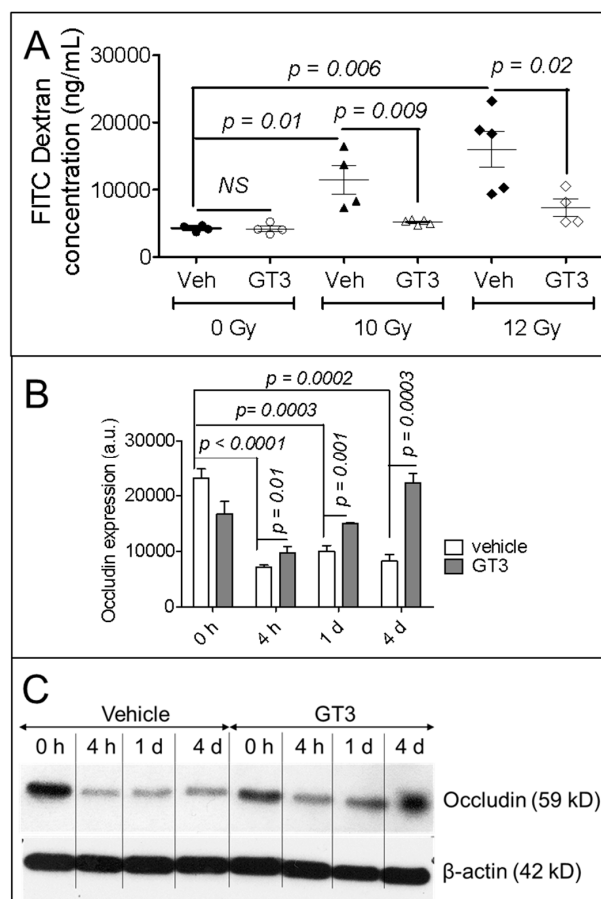 A
FITC Dextran
concentration (ng/mL)
30000
20000
10000
0
p = 0.006
p = 0.02
p = 0.01
p = 0.009
NS
Veh GT3 Veh GT3 Veh GT3
0 Gy 10 Gy 12 Gy
B
Occludin expression (a.u.)
30000
20000
10000
0
p = 0.0002
p= 0.0003
p < 0.0001
p = 0.01
p = 0.001
p = 0.0003
vehicle
GT3
0 h 4 h 1 d 4 d
C
Vehicle GT3
0 h 4 h 1 d 4 d 0 h 4 h 1 d 4 d
Occludin (59 kD)
β-actin (42 kD)